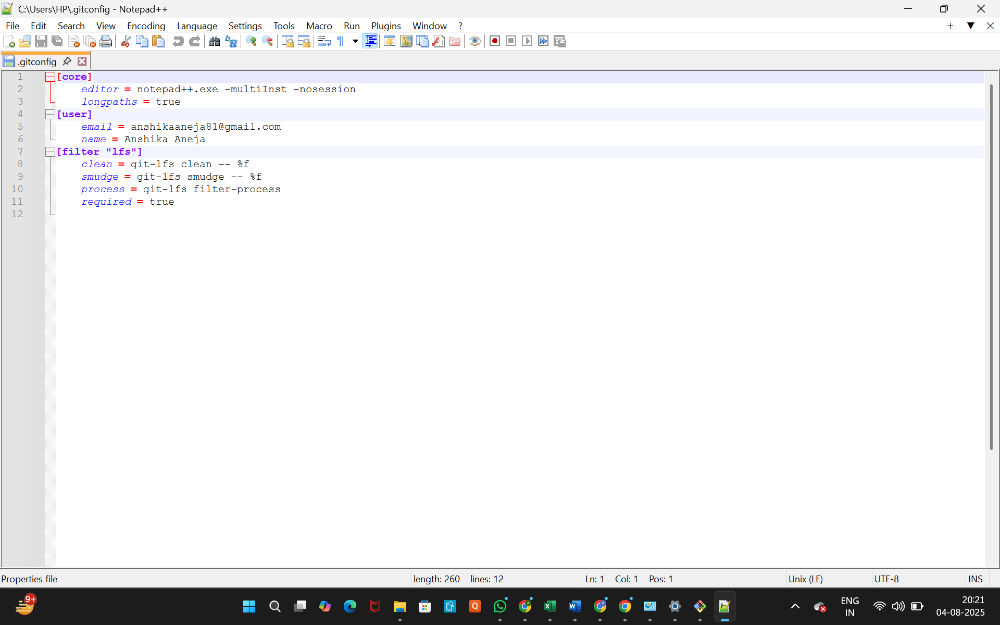 C:\Users\HP\.gitconfig - Notepad++
File Edit Search View Encoding Language Settings Tools Macro Run Plugins Window ?
.gitconfig
1 [core]
2 editor = notepad++.exe -multiInst -nosession
3 longpaths = true
4 [user]
5 email = anshikaaneja81@gmail.com
6 name = Anshika Aneja
7 [filter "lfs"]
8 clean = git-lfs clean -- %f
9 smudge = git-lfs smudge -- %f
10 process = git-lfs filter-process
11 required = true
12
Properties file length: 260 lines: 12 Ln: 1 Col: 1 Pos: 1 Unix (LF) UTF-8 INS
9+
ENG
IN
20:21
04-08-2025